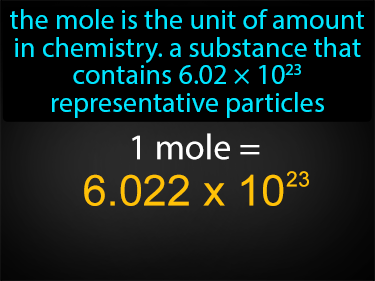 the mole is the unit of amount
in chemistry. a substance that
contains 6.02 × 10²³
representative particles
1 mole =
6.022 x 10²³